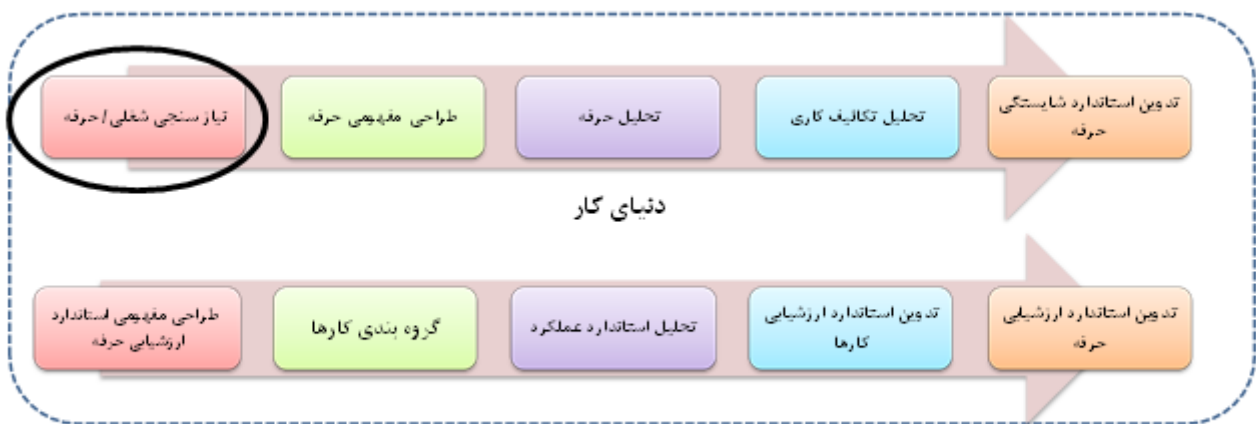 نیاز سنجی شغلی/حرفه
طراحی مفهومی حرفه
تحلیل حرفه
تحلیل تکالیف کاری
تدوین استاندارد شایستگی
حرفه
دنیای کار
طراحی مفهومی استاندارد
ارزشیابی حرفه
گروه بندی کارها
تحلیل استاندارد عملکرد
تدوین استاندارد ارزشیابی
کارها
تدوین استاندارد ارزشیابی
حرفه